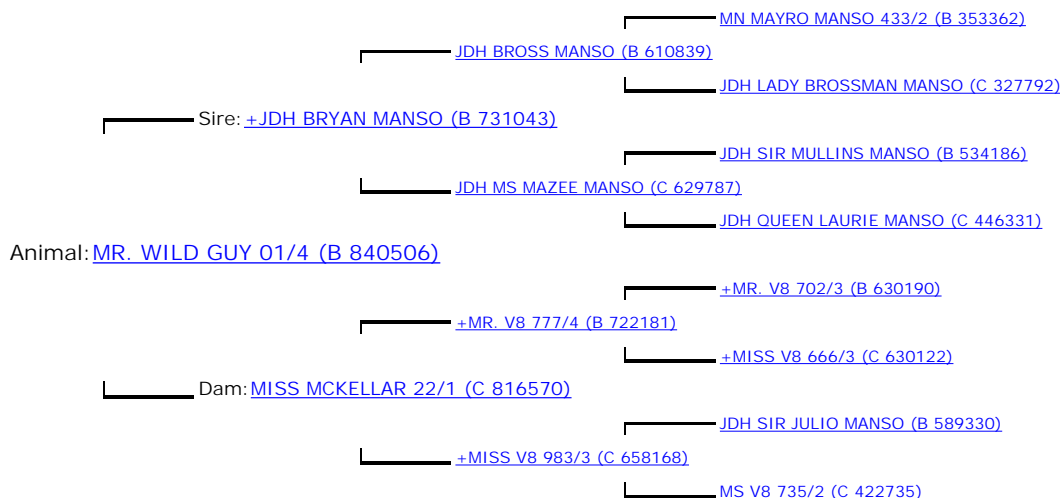 MN MAYRO MANSO 433/2 (B 353362)
JDH BROSS MANSO (B 610839)
JDH LADY BROSSMAN MANSO (C 327792)
Sire: +JDH BRYAN MANSO (B 731043)
JDH SIR MULLINS MANSO (B 534186)
JDH MS MAZEE MANSO (C 629787)
JDH QUEEN LAURIE MANSO (C 446331)
Animal: MR. WILD GUY 01/4 (B 840506)
+MR. V8 702/3 (B 630190)
+MR. V8 777/4 (B 722181)
+MISS V8 666/3 (C 630122)
Dam: MISS MCKELLAR 22/1 (C 816570)
JDH SIR JULIO MANSO (B 589330)
+MISS V8 983/3 (C 658168)
MS V8 735/2 (C 422735)